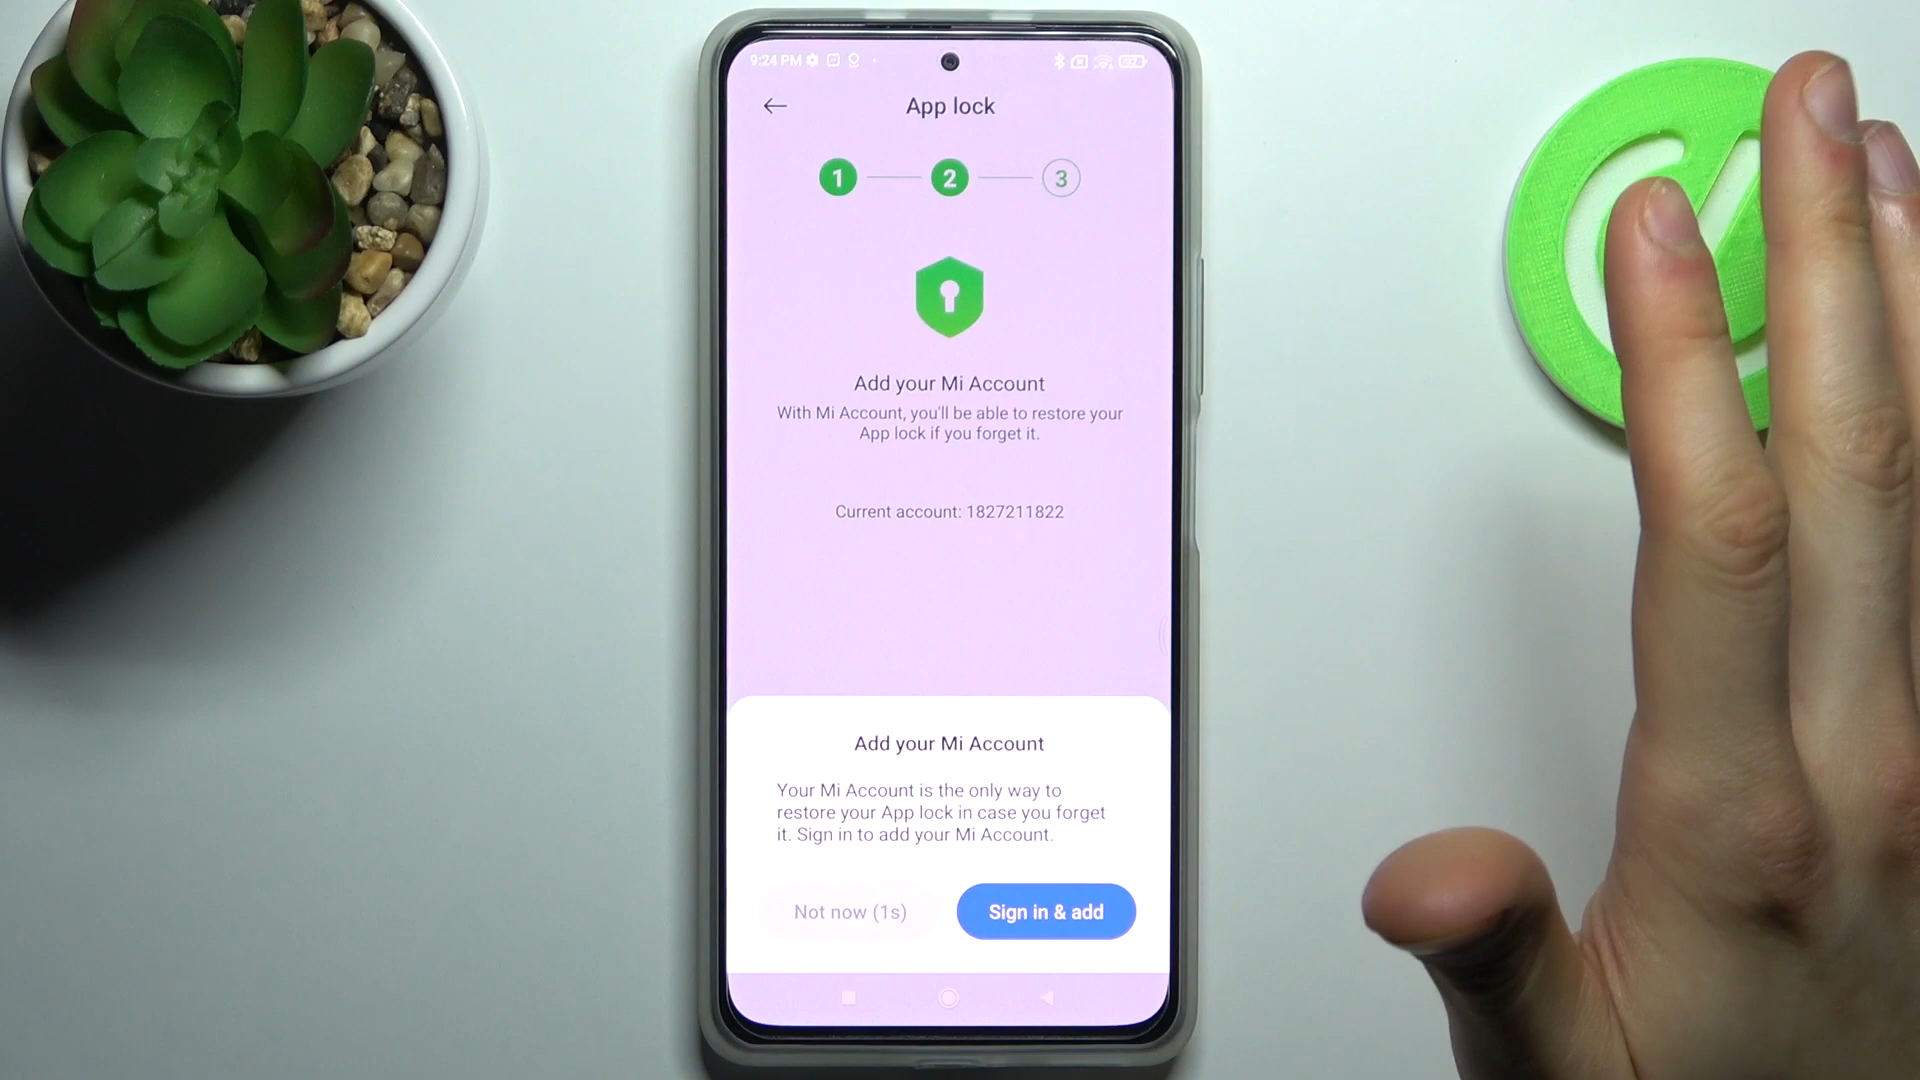 9:24 PM
App lock
1
2
3
Add your Mi Account
With Mi Account, you'll be able to restore your
App lock if you forget it.
Current account: 1827211822
Add your Mi Account
Your Mi Account is the only way to
restore your App lock in case you forget
it. Sign in to add your Mi Account.
Not now (1s)
Sign in & add